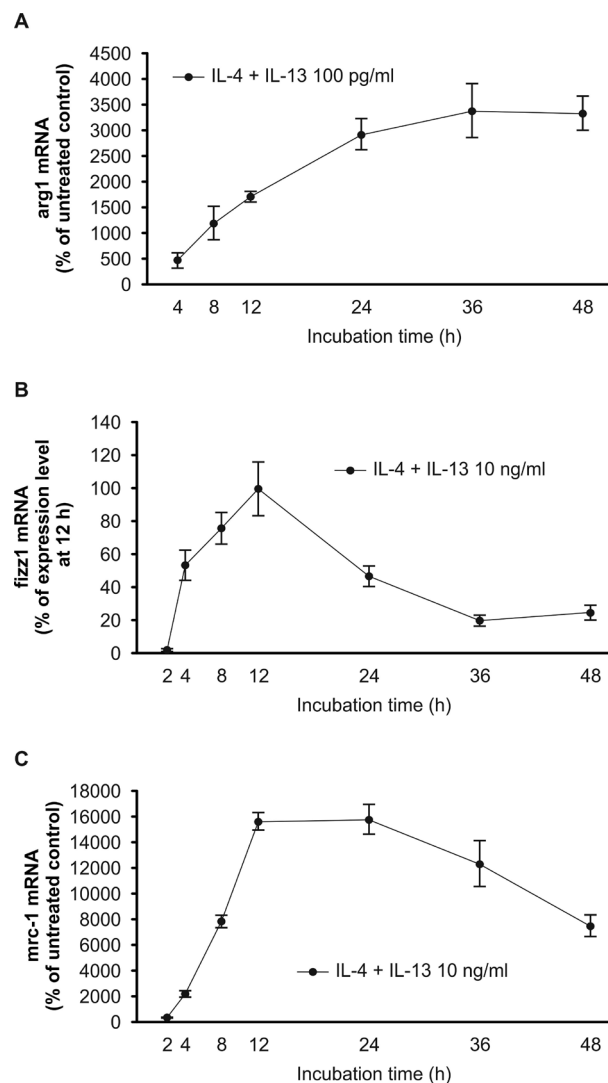 A
4500
4000
3500
3000
2500
2000
1500
1000
500
0
arg1 mRNA
(% of untreated control)
IL-4 + IL-13 100 pg/ml
4 8 12 24 36 48
Incubation time (h)
B
140
120
100
80
60
40
20
0
fizz1 mRNA
(% of expression level
at 12 h)
IL-4 + IL-13 10 ng/ml
2 4 8 12 24 36 48
Incubation time (h)
C
18000
16000
14000
12000
10000
8000
6000
4000
2000
0
mrc-1 mRNA
(% of untreated control)
IL-4 + IL-13 10 ng/ml
2 4 8 12 24 36 48
Incubation time (h)